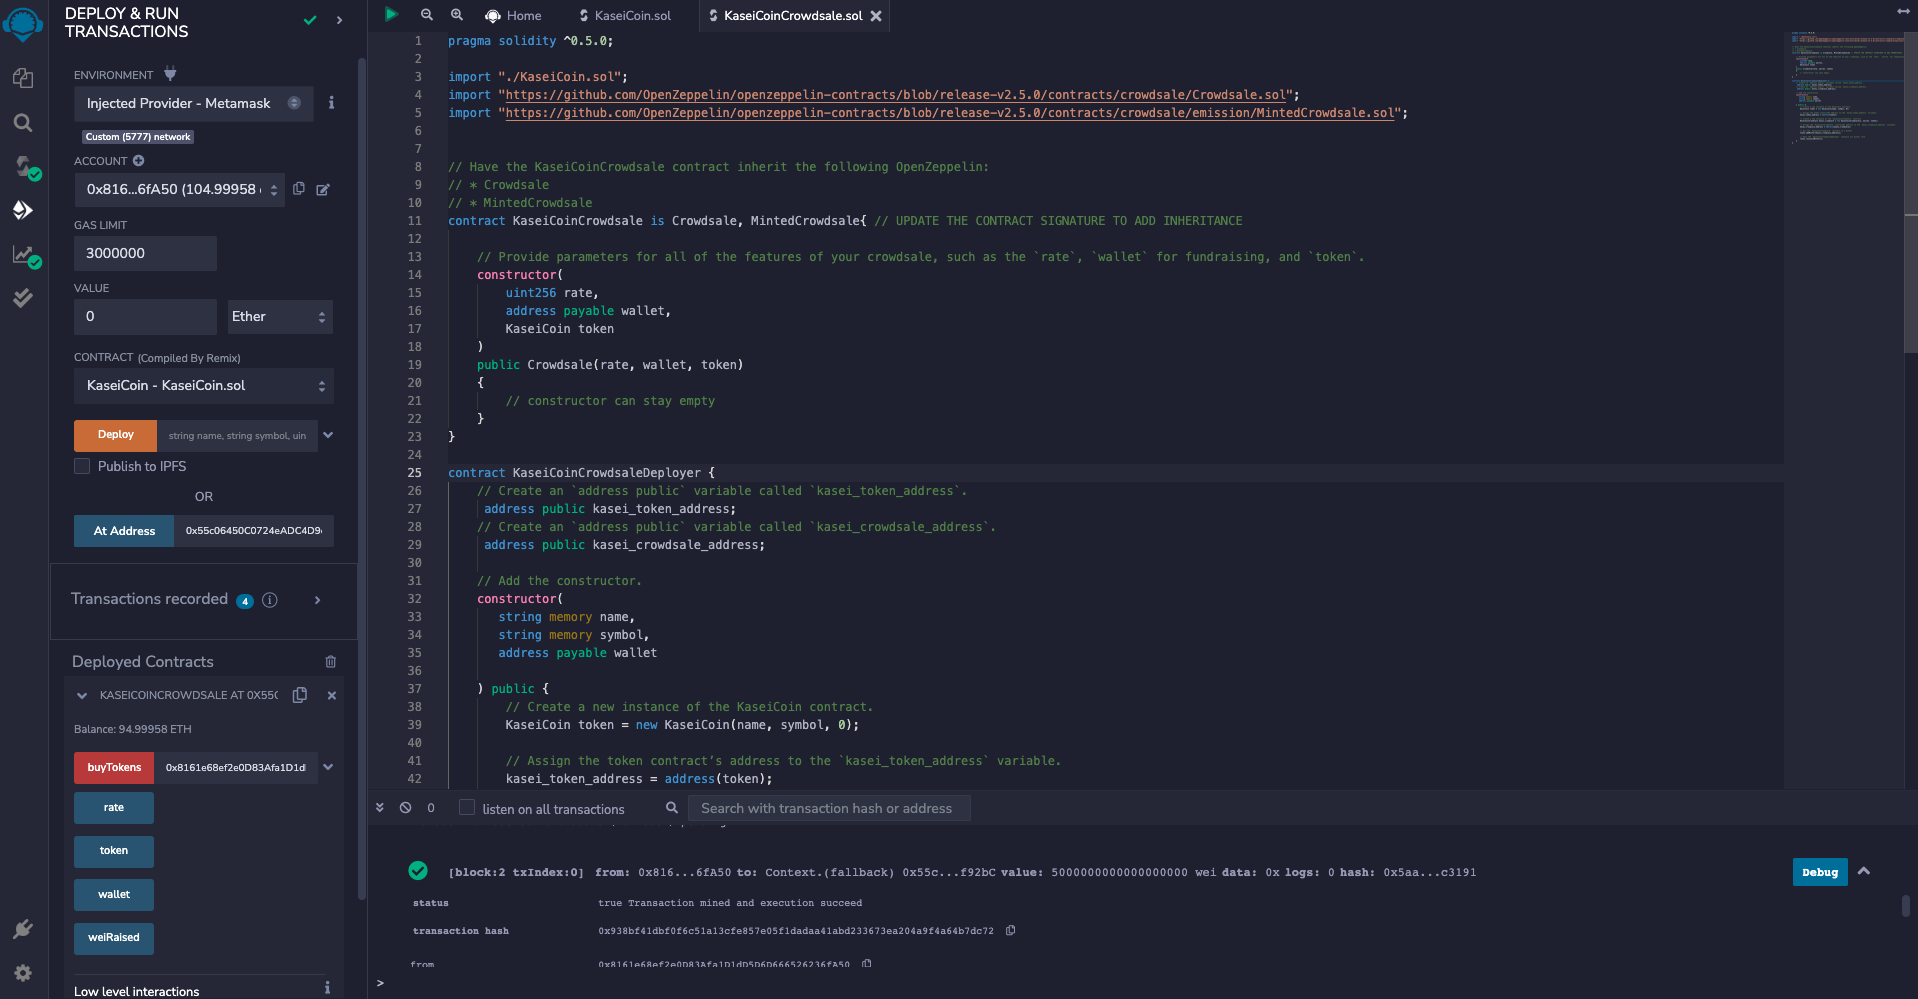 DEPLOY & RUN
TRANSACTIONS
ENVIRONMENT
Injected Provider - Metamask
Custom (5777) network
ACCOUNT
0x816...6fA50 (104.99958
GAS LIMIT
3000000
VALUE
0
Ether
CONTRACT (Compiled By Remix)
KaseiCoin - KaseiCoin.sol
Deploy
string name, string symbol, uin
Publish to IPFS
OR
At Address
0x55c06450C0724eADC4D9
Transactions recorded 4
Deployed Contracts
KASEICOINCROWDSALE AT 0X55C
Balance: 94.99958 ETH
buyTokens
0x8161e68ef2e0D83Afa1D1d
rate
token
wallet
weiRaised
Low level interactions
Home
KaseiCoin.sol
KaseiCoinCrowdsale.sol
1 pragma solidity ^0.5.0;
2
3 import "./KaseiCoin.sol";
4 import "https://github.com/OpenZeppelin/openzeppelin-contracts/blob/release-v2.5.0/contracts/crowdsale/Crowdsale.sol";
5 import "https://github.com/OpenZeppelin/openzeppelin-contracts/blob/release-v2.5.0/contracts/crowdsale/emission/MintedCrowdsale.sol";
6
7
8 // Have the KaseiCoinCrowdsale contract inherit the following OpenZeppelin:
9 // * Crowdsale
10 // * MintedCrowdsale
11 contract KaseiCoinCrowdsale is Crowdsale, MintedCrowdsale{ // UPDATE THE CONTRACT SIGNATURE TO ADD INHERITANCE
12
13 // Provide parameters for all of the features of your crowdsale, such as the `rate`, `wallet` for fundraising, and `token`.
14 constructor(
15 uint256 rate,
16 address payable wallet,
17 KaseiCoin token
18 )
19 public Crowdsale(rate, wallet, token)
20 {
21 // constructor can stay empty
22 }
23 }
24
25 contract KaseiCoinCrowdsaleDeployer {
26 // Create an `address public` variable called `kasei_token_address`.
27 address public kasei_token_address;
28 // Create an `address public` variable called `kasei_crowdsale_address`.
29 address public kasei_crowdsale_address;
30
31 // Add the constructor.
32 constructor(
33 string memory name,
34 string memory symbol,
35 address payable wallet
36
37 ) public {
38 // Create a new instance of the KaseiCoin contract.
39 KaseiCoin token = new KaseiCoin(name, symbol, 0);
40
41 // Assign the token contract's address to the `kasei_token_address` variable.
42 kasei_token_address = address(token);
0
listen on all transactions
Search with transaction hash or address
[block:2 txIndex:0] from: 0x816...6fA50 to: Context.(fallback) 0x55c...f92bC value: 5000000000000000000 wei data: 0x logs: 0 hash: 0x5aa...c3191
Debug
status true Transaction mined and execution succeed
transaction hash 0x938bf41dbf0f6c51a13cfe857e05f1dadaa41abd233673ea204a9f4a64b7dc72
from 0x8161e68ef2e0D83Afa1D1dD5D6D666526236fA50
>